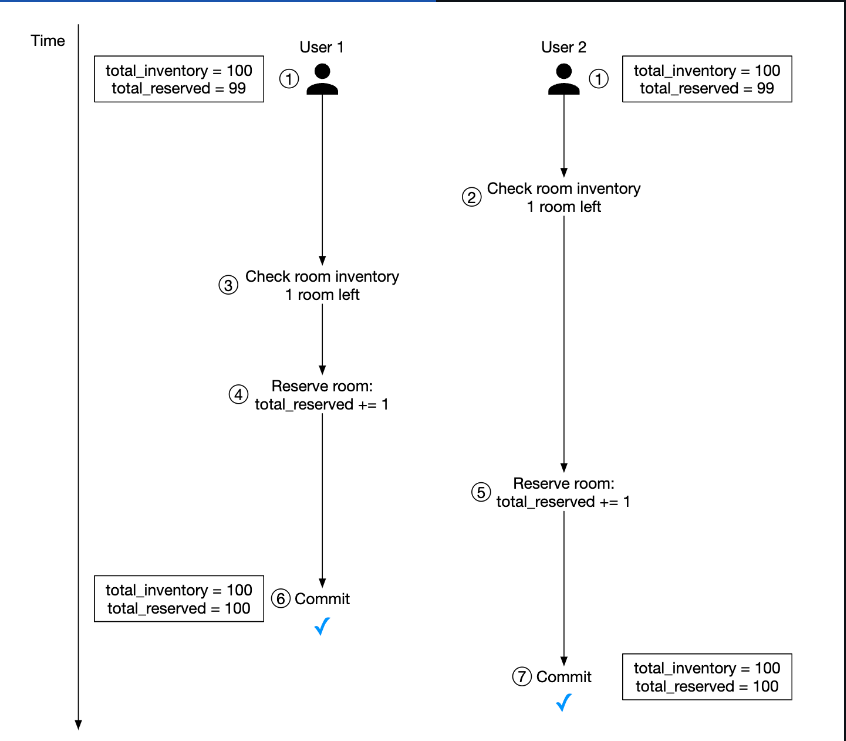 Time
User 1
User 2
total_inventory = 100
total_reserved = 99
1
1
total_inventory = 100
total_reserved = 99
2
Check room inventory
1 room left
3
Check room inventory
1 room left
4
Reserve room:
total_reserved += 1
5
Reserve room:
total_reserved += 1
total_inventory = 100
total_reserved = 100
6
Commit
7
Commit
total_inventory = 100
total_reserved = 100